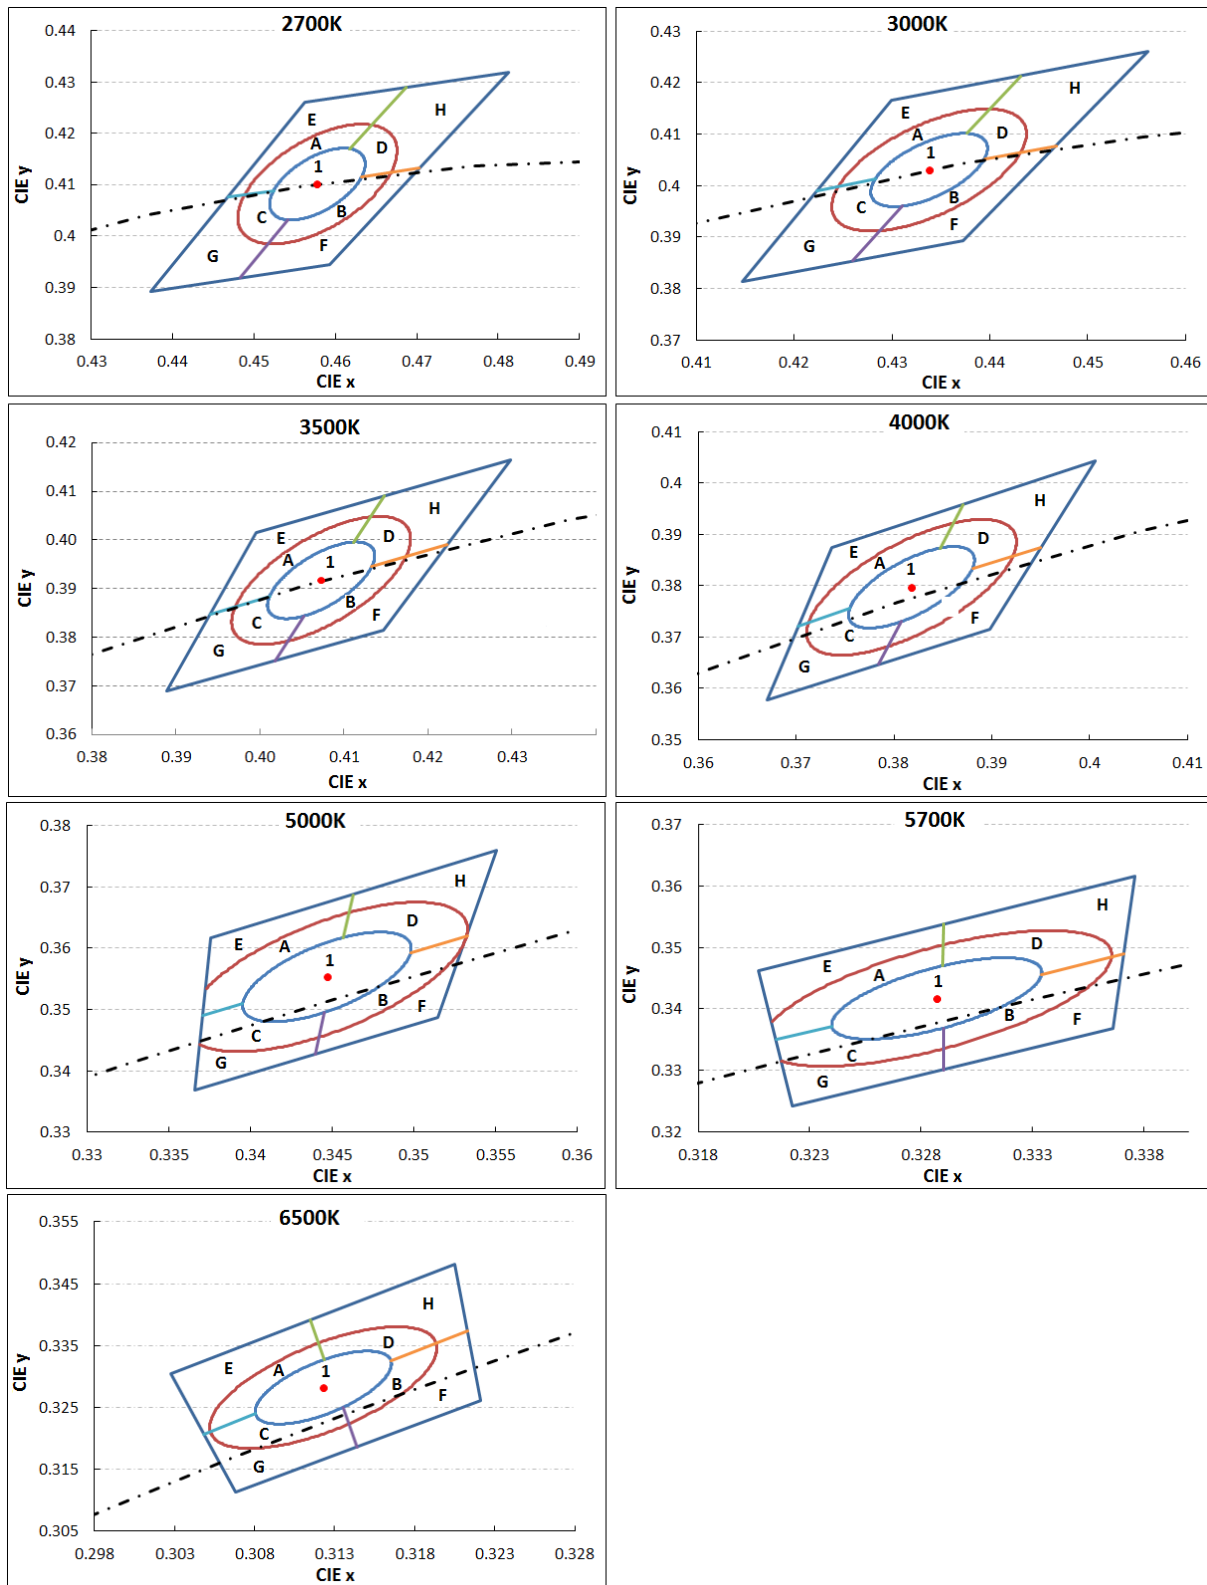 2700K
0.44
0.43
0.42
0.41
0.4
0.39
0.38
CIE y
E
H
A
D
1
C
B
F
G
0.43
0.44
0.45
0.46
0.47
0.48
0.49
CIE x
3000K
0.43
0.42
0.41
0.4
0.39
0.38
0.37
CIE y
H
E
A
D
1
C
B
F
G
0.41
0.42
0.43
0.44
0.45
0.46
CIE x
3500K
0.42
0.41
0.40
0.39
0.38
0.37
0.36
CIE y
H
E
D
A
1
B
C
F
G
0.38
0.39
0.40
0.41
0.42
0.43
CIE x
4000K
0.41
0.4
0.39
0.38
0.37
0.36
0.35
CIE y
H
E
D
A
1
C
F
G
0.36
0.37
0.38
0.39
0.4
0.41
CIE x
5000K
0.38
0.37
0.36
0.35
0.34
0.33
CIE y
H
E
A
D
1
B
F
C
G
0.33
0.335
0.34
0.345
0.35
0.355
0.36
CIE x
5700K
0.37
0.36
0.35
0.34
0.33
0.32
CIE y
H
E
D
A
1
B
F
C
G
0.318
0.323
0.328
0.333
0.338
CIE x
6500K
0.355
0.345
0.335
0.325
0.315
0.305
CIE y
H
E
A
D
1
B
F
C
G
0.298
0.303
0.308
0.313
0.318
0.323
0.328
CIE x